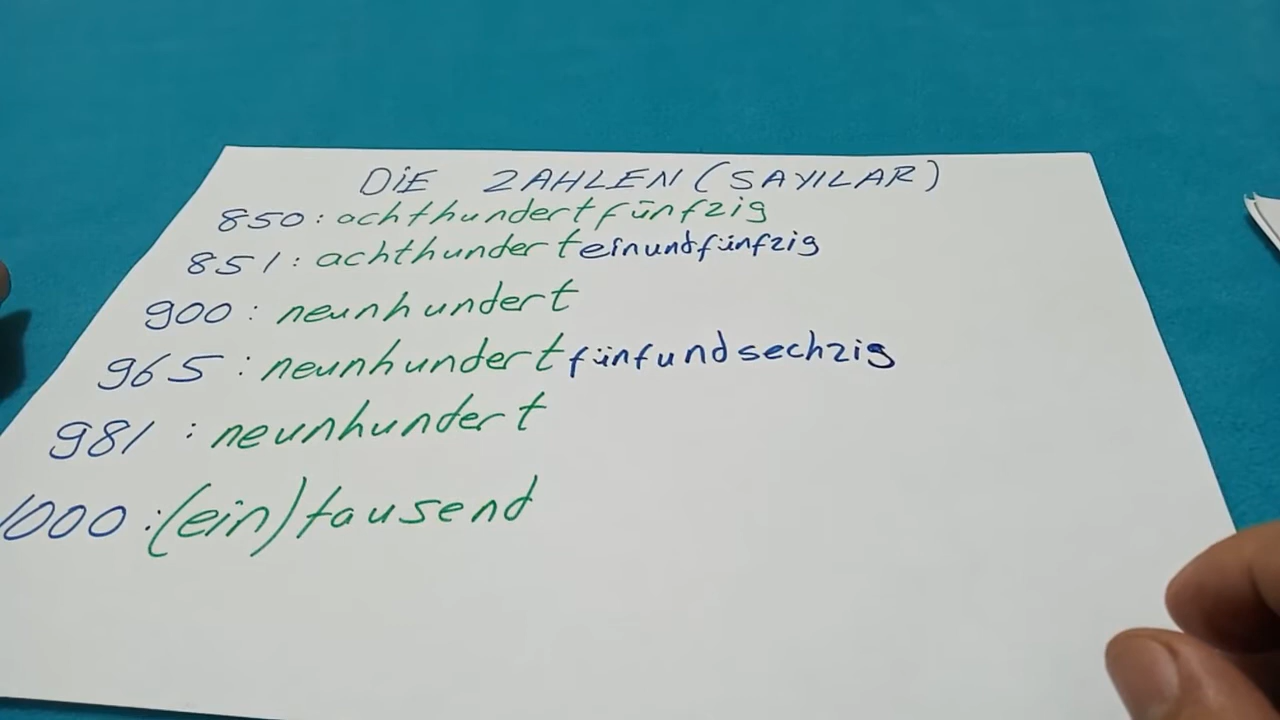 DiE ZAHLEN (SAYILAR)
850: achthundertfünfzig
851: achthunderteinundfünfzig
900: neunhundert
965: neunhundertfünfundsechzig
981: neunhundert
1000: (ein)tausend